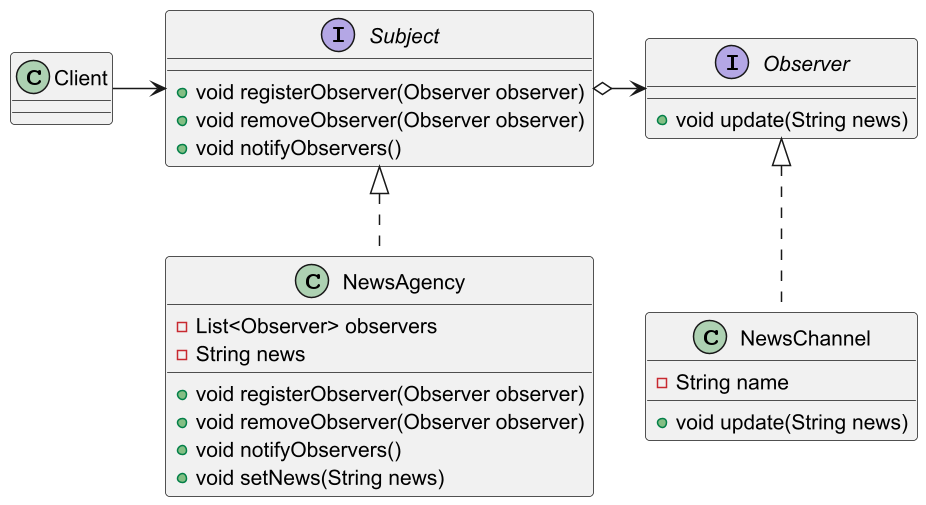 C Client
I Subject
void registerObserver(Observer observer)
void removeObserver(Observer observer)
void notifyObservers()
I Observer
void update(String news)
C NewsAgency
List<Observer> observers
String news
void registerObserver(Observer observer)
void removeObserver(Observer observer)
void notifyObservers()
void setNews(String news)
C NewsChannel
String name
void update(String news)